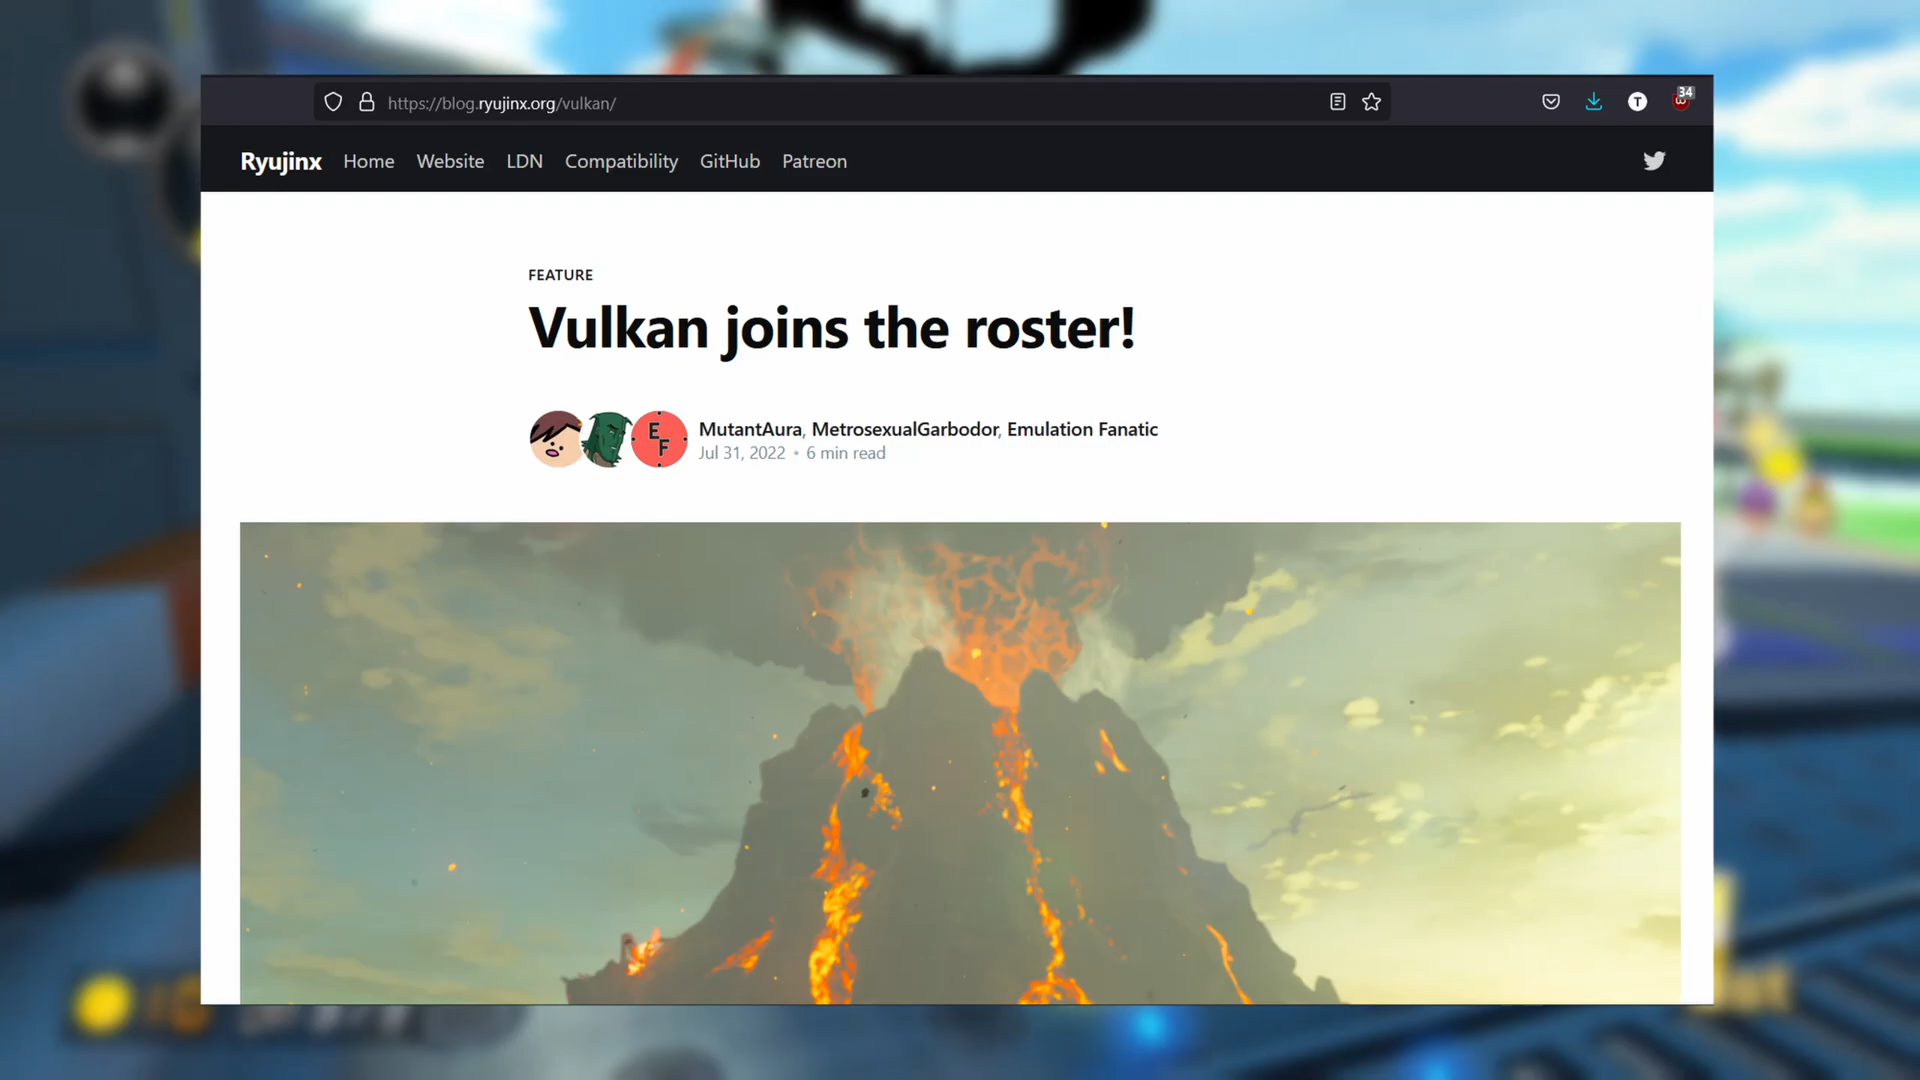 https://blog.ryujinx.org/vulkan/
T
34
Ryujinx Home Website LDN Compatibility GitHub Patreon
FEATURE
Vulkan joins the roster!
E
F
MutantAura, MetrosexualGarbodor, Emulation Fanatic
Jul 31, 2022 • 6 min read